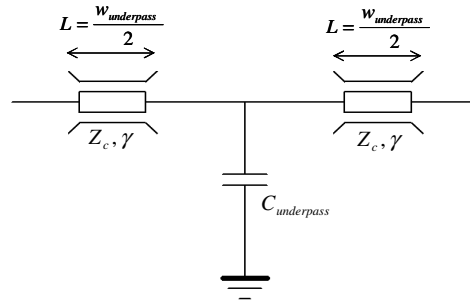 L = w_underpass / 2
L = w_underpass / 2
Z_c, γ
Z_c, γ
C_underpass